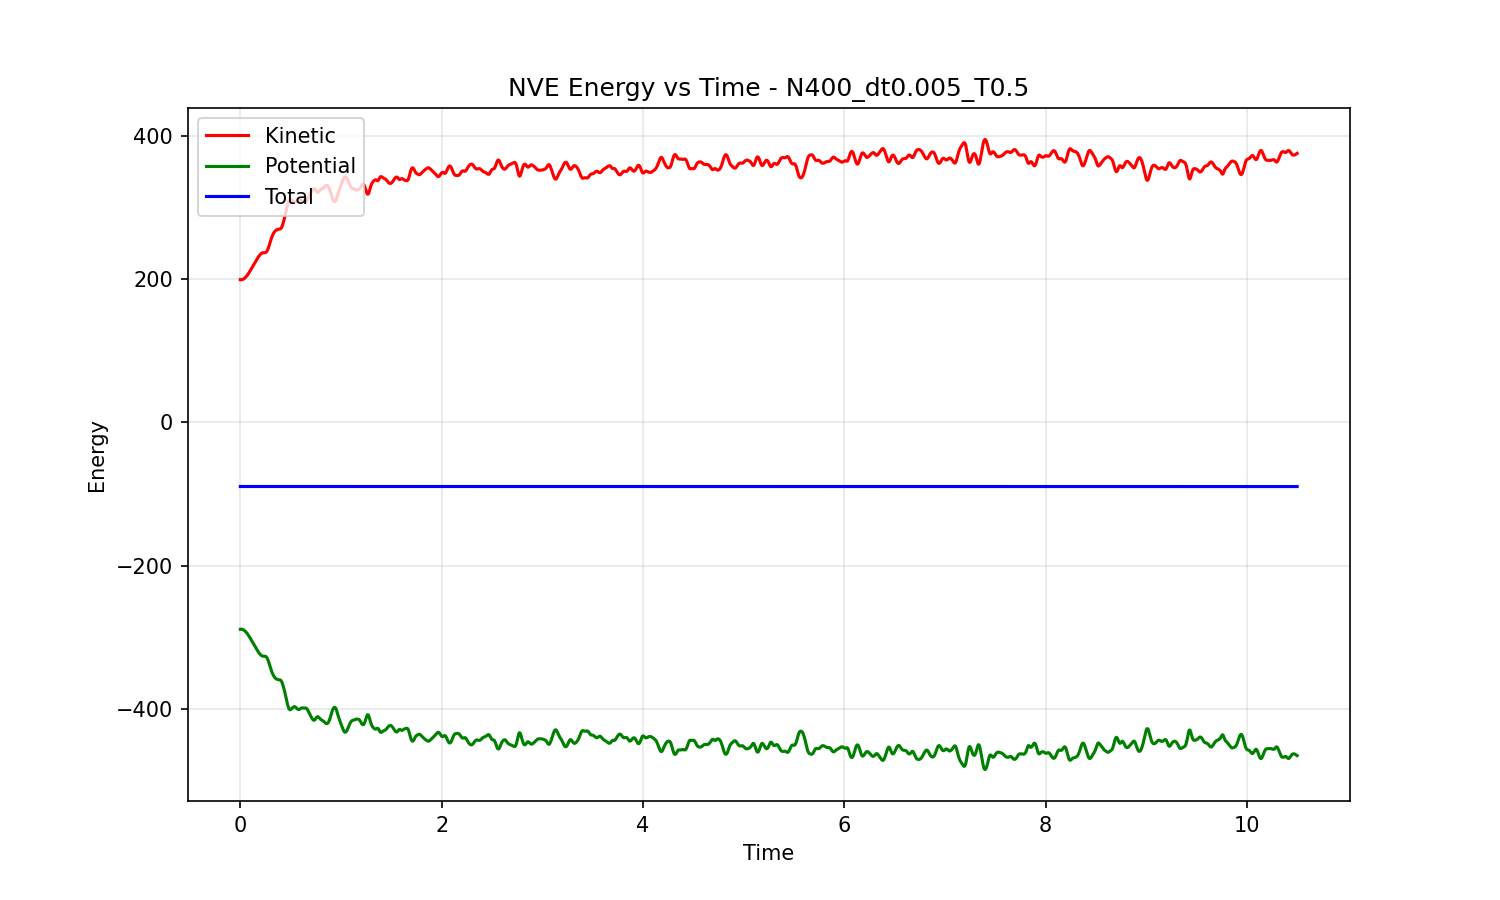 NVE Energy vs Time - N400_dt0.005_T0.5
Kinetic
Potential
Total
400
200
0
−200
−400
Energy
0
2
4
6
8
10
Time